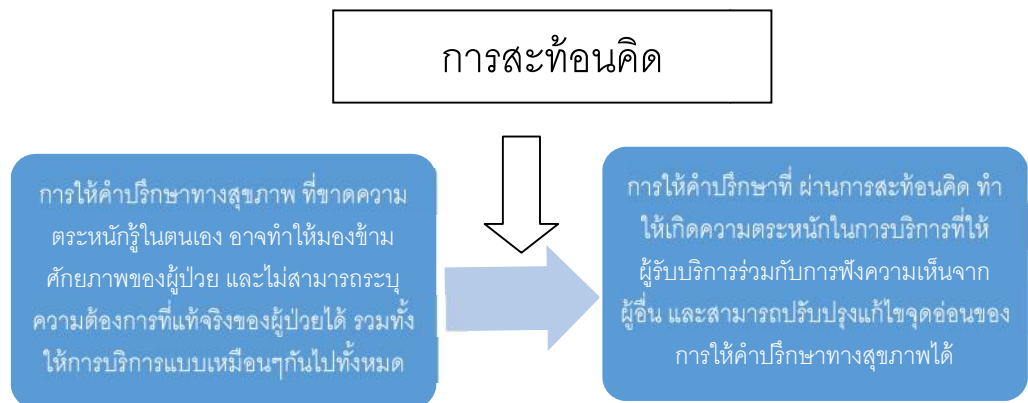 การสะท้อนคิด
การให้คำปรึกษาทางสุขภาพ ที่ขาดความ
ตระหนักรู้ในตนเอง อาจทำให้มองข้าม
ศักยภาพของผู้ป่วย และไม่สามารถระบุ
ความต้องการที่แท้จริงของผู้ป่วยได้ รวมทั้ง
ให้การบริการแบบเหมือนๆกันไปทั้งหมด
การให้คำปรึกษาที่ ผ่านการสะท้อนคิด ทำ
ให้เกิดความตระหนักในการบริการที่ให้
ผู้รับบริการร่วมกับการฟังความเห็นจาก
ผู้อื่น และสามารถปรับปรุงแก้ไขจุดอ่อนของ
การให้คำปรึกษาทางสุขภาพได้